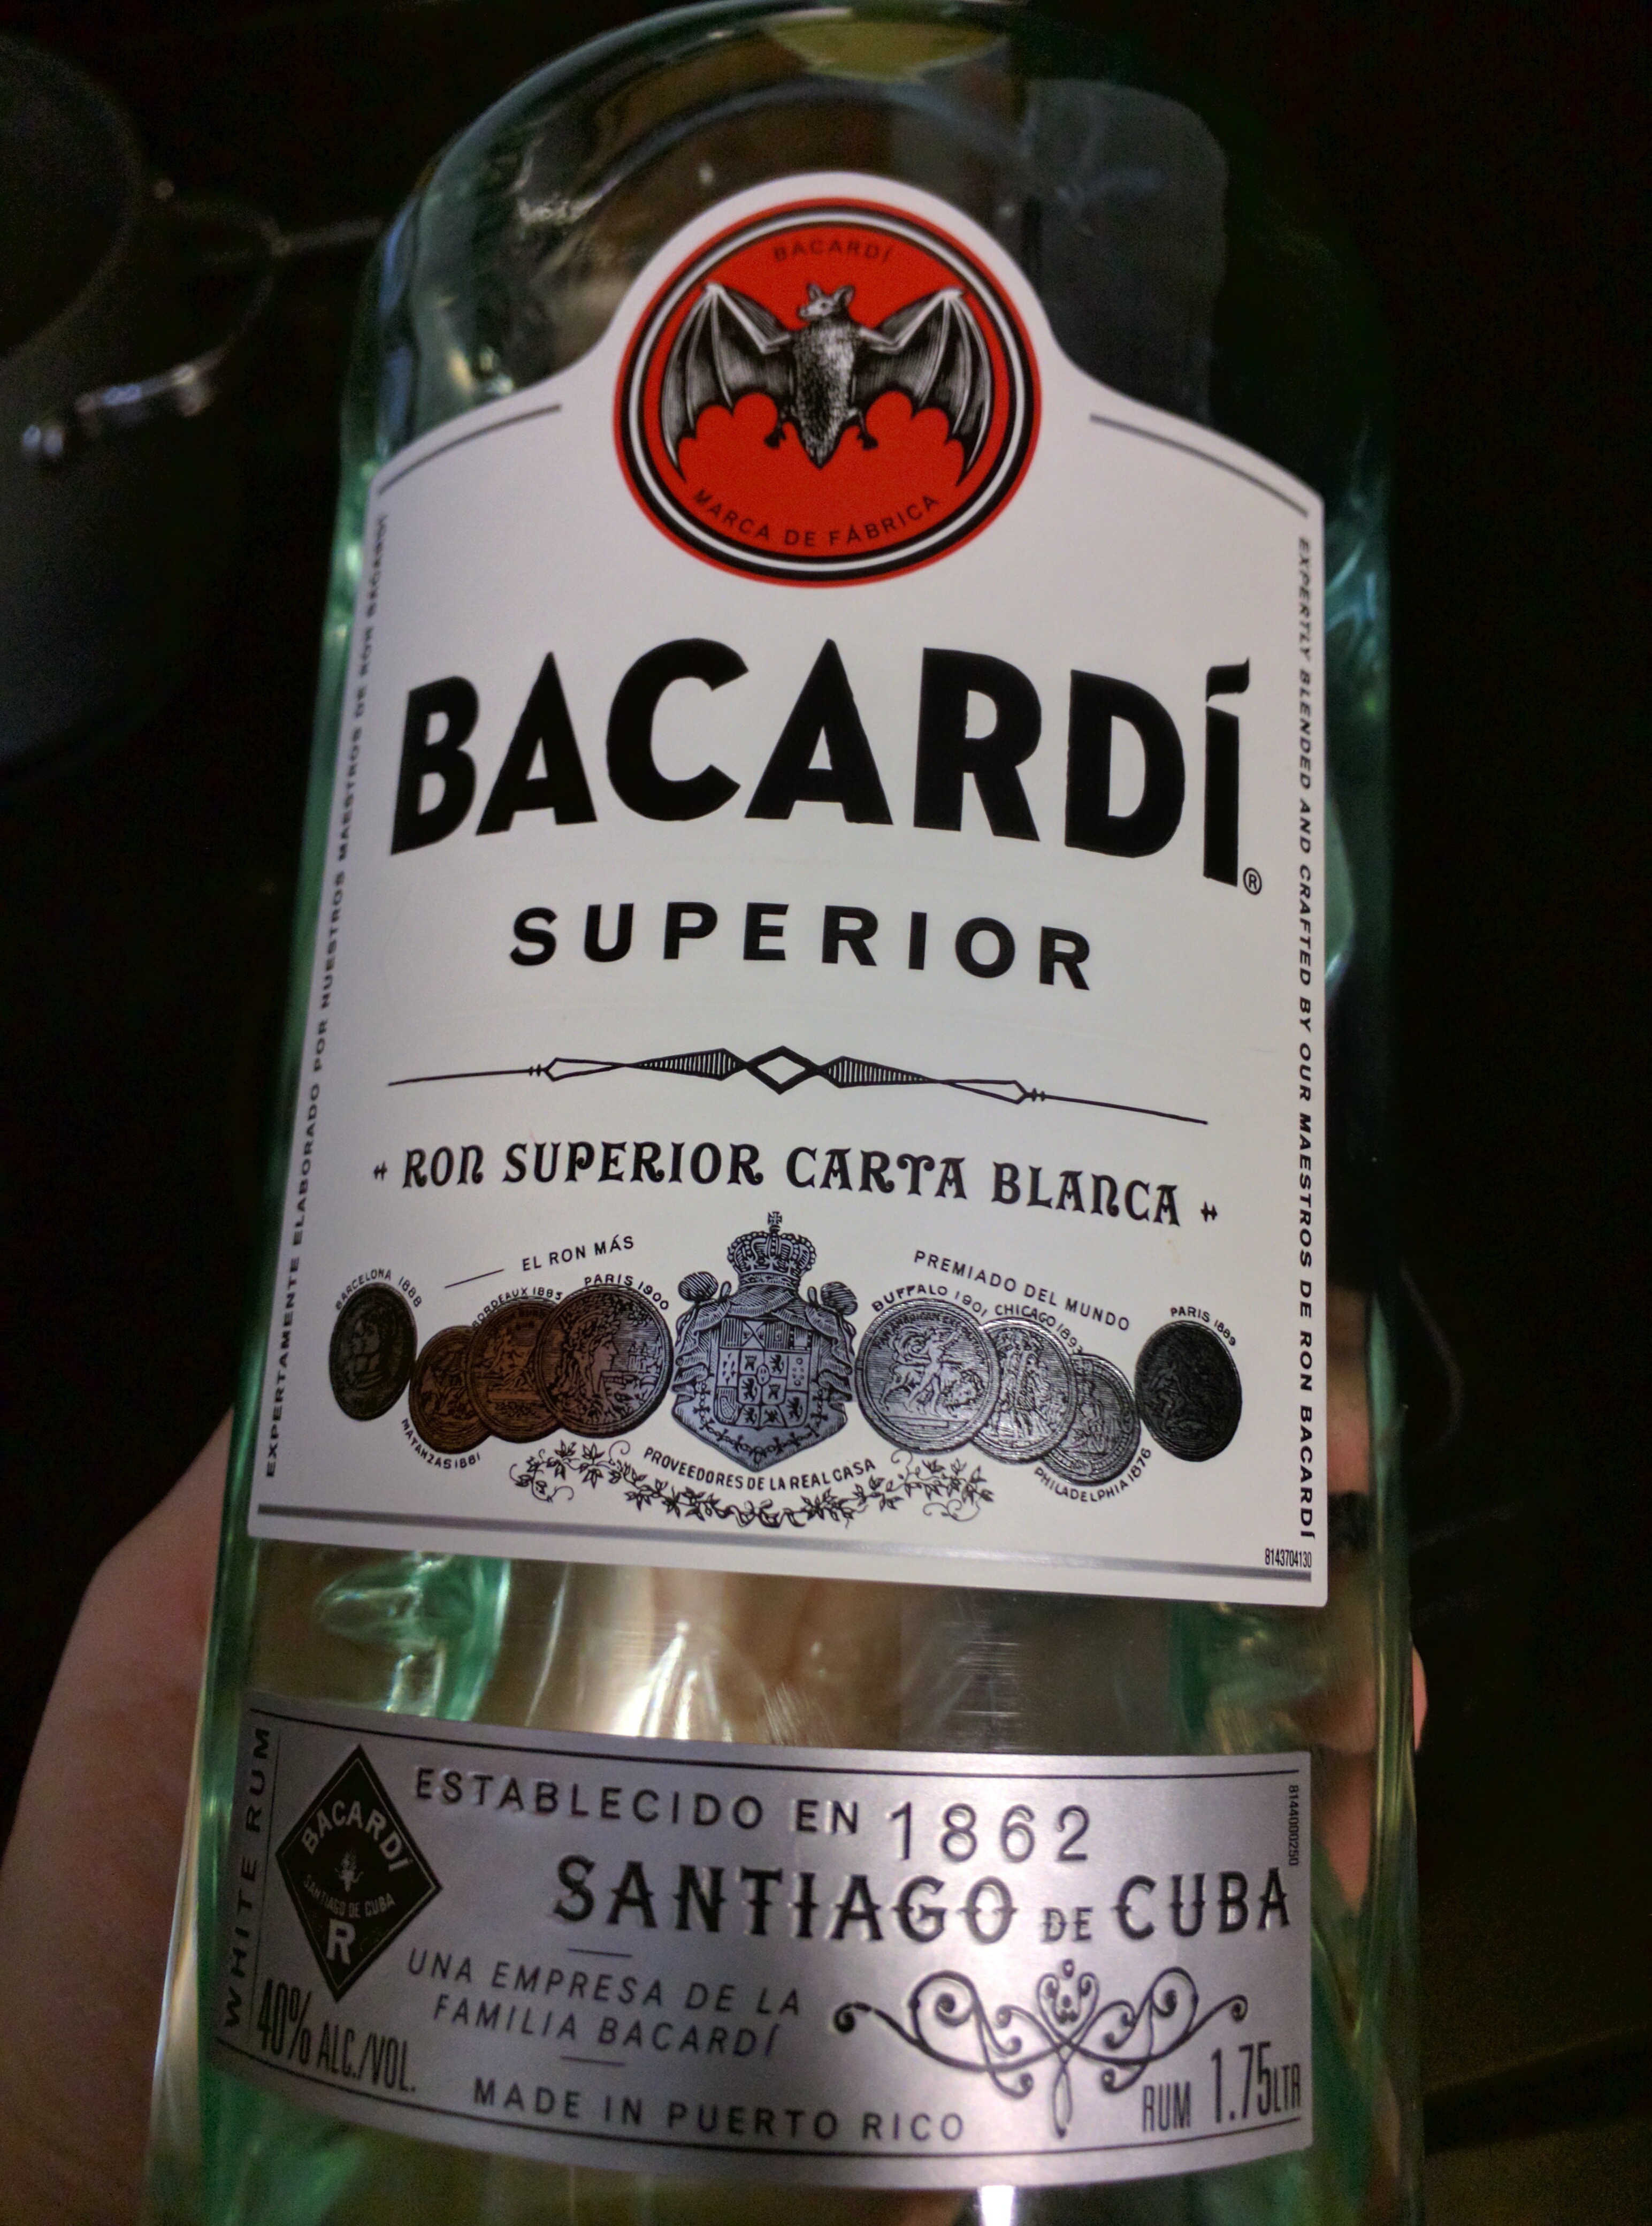 BACARDÍ
MARCA DE FÁBRICA
BACARDÍ®
SUPERIOR
RON SUPERIOR CARTA BLANCA
EL RON MÁS
PREMIADO DEL MUNDO
BARCELONA 1888
MATANZAS 1881
BORDEAUX 1895
PARIS 1900
BUFFALO 1901
CHICAGO 1893
PHILADELPHIA 1876
PARIS 1889
PROVEEDORES DE LA REAL CASA
EXPERTAMENTE ELABORADO POR NUESTROS MAESTROS DE RON BACARDÍ
EXPERTLY BLENDED AND CRAFTED BY OUR MAESTROS DE RON BACARDÍ
8143704130
WHITE RUM
BACARDÍ
SANTIAGO DE CUBA
R
ESTABLECIDO EN 1862
SANTIAGO DE CUBA
8144000250
UNA EMPRESA DE LA
FAMILIA BACARDÍ
40% ALC./VOL.
MADE IN PUERTO RICO
RUM 1.75LTR